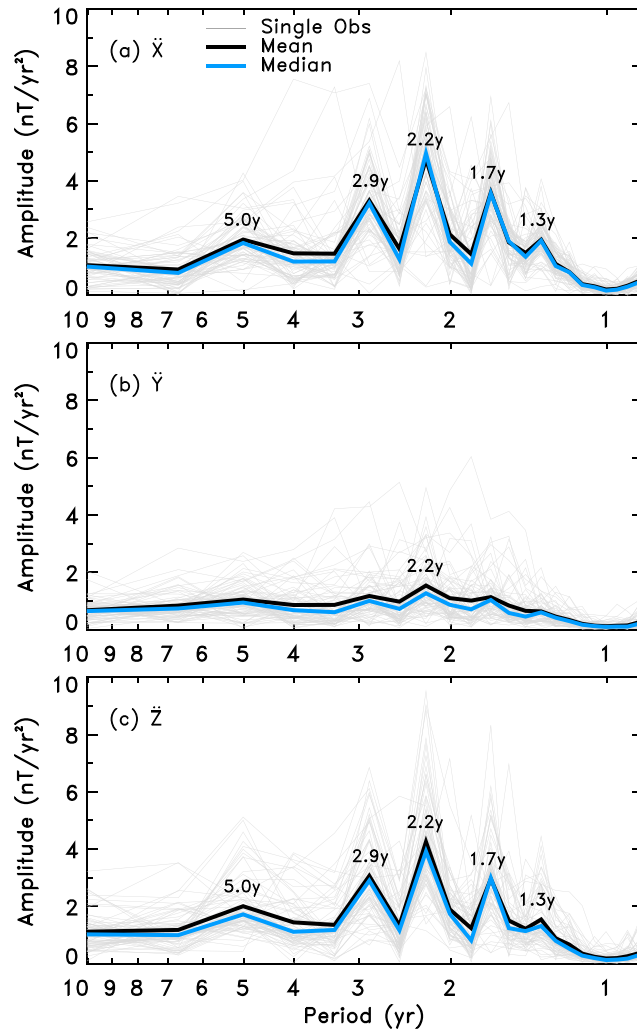 10
Single Obs
Mean
Median
(a) Ẍ
8
6
4
2
0
Amplitude (nT/yr²)
5.0y
2.9y
2.2y
1.7y
1.3y
10 9 8 7 6 5 4 3 2 1
10
(b) Ÿ
8
6
4
2
0
Amplitude (nT/yr²)
2.2y
10 9 8 7 6 5 4 3 2 1
10
(c) Z̈
8
6
4
2
0
Amplitude (nT/yr²)
5.0y
2.9y
2.2y
1.7y
1.3y
10 9 8 7 6 5 4 3 2 1
Period (yr)